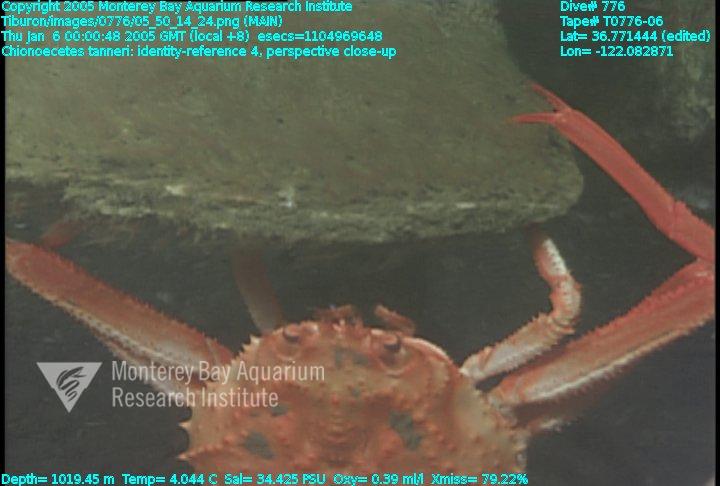 Copyright 2005 Monterey Bay Aquarium Research Institute
Tiburon/images/0776/05_50_14_24.png (MAIN)
Thu Jan  6 00:00:48 2005 GMT (local +8)  esecs=1104969648
Chionoecetes tanneri: identity-reference 4, perspective close-up
Dive# 776
Tape# T0776-06
Lat= 36.771444 (edited)
Lon= -122.082871
Monterey Bay Aquarium
Research Institute
Depth= 1019.45 m  Temp= 4.044 C  Sal= 34.425 PSU  Oxy= 0.39 ml/l  Xmiss= 79.22%